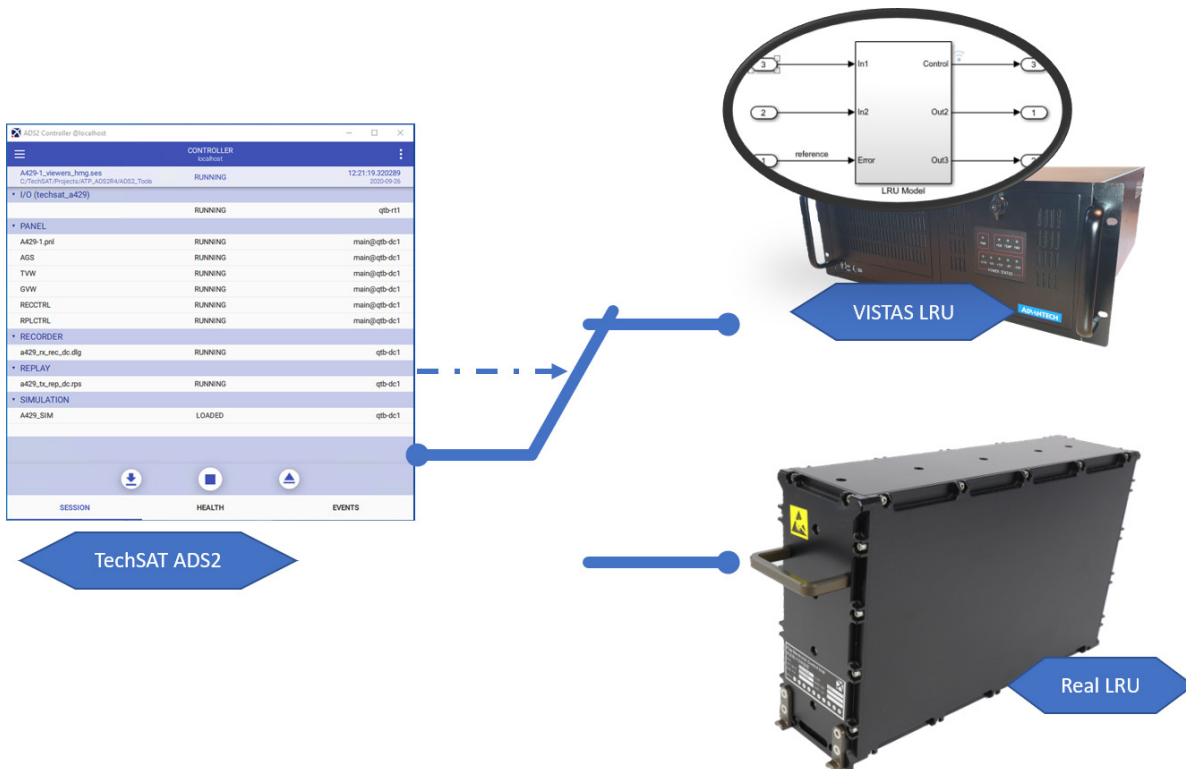 ADS2 Controller @localhost
CONTROLLER
localhost
A429-1_viewers_hmg.ses
C:/TechSAT/Projects/ATP_ADS2R4/ADS2_Tools
RUNNING
12:21:19.320289
2020-09-26
I/O (techsat_a429)
RUNNING qtb-rt1
PANEL
A429-1.pnl RUNNING main@qtb-dc1
AGS RUNNING main@qtb-dc1
TVW RUNNING main@qtb-dc1
GVW RUNNING main@qtb-dc1
RECCTRL RUNNING main@qtb-dc1
RPLCTRL RUNNING main@qtb-dc1
RECORDER
a429_rx_rec_dc.dlg RUNNING qtb-dc1
REPLAY
a429_tx_rep_dc.rps RUNNING qtb-dc1
SIMULATION
A429_SIM LOADED qtb-dc1
SESSION HEALTH EVENTS
TechSAT ADS2
3 In1 Control 3
2 In2 Out2 1
1 reference Error Out3
LRU Model
POWER STATUS
ADVANTECH
VISTAS LRU
Real LRU